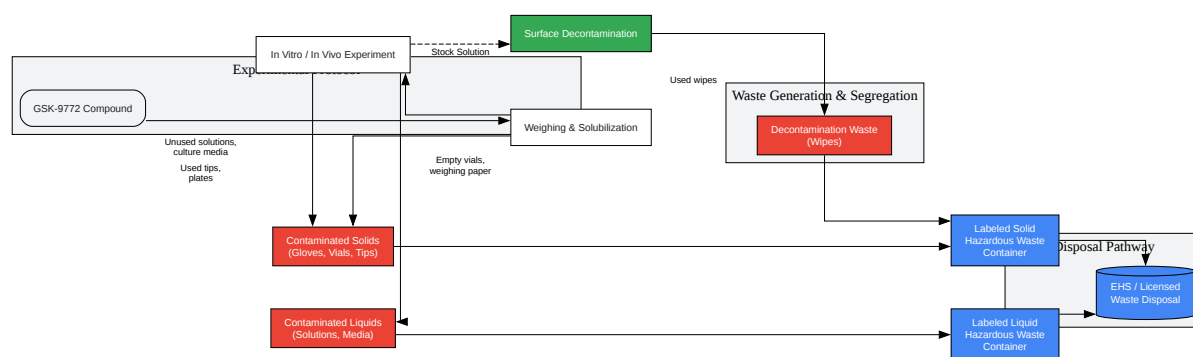 Surface Decontamination
In Vitro / In Vivo Experiment
Stock Solution
Used wipes
GSK-9772 Compound
Weighing & Solubilization
Waste Generation & Segregation
Decontamination Waste
(Wipes)
Unused solutions,
culture media
Used tips,
plates
Empty vials,
weighing paper
Contaminated Solids
(Gloves, Vials, Tips)
Labeled Solid
Hazardous Waste
Container
Disposal Pathway
EHS / Licensed
Waste Disposal
Contaminated Liquids
(Solutions, Media)
Labeled Liquid
Hazardous Waste
Container